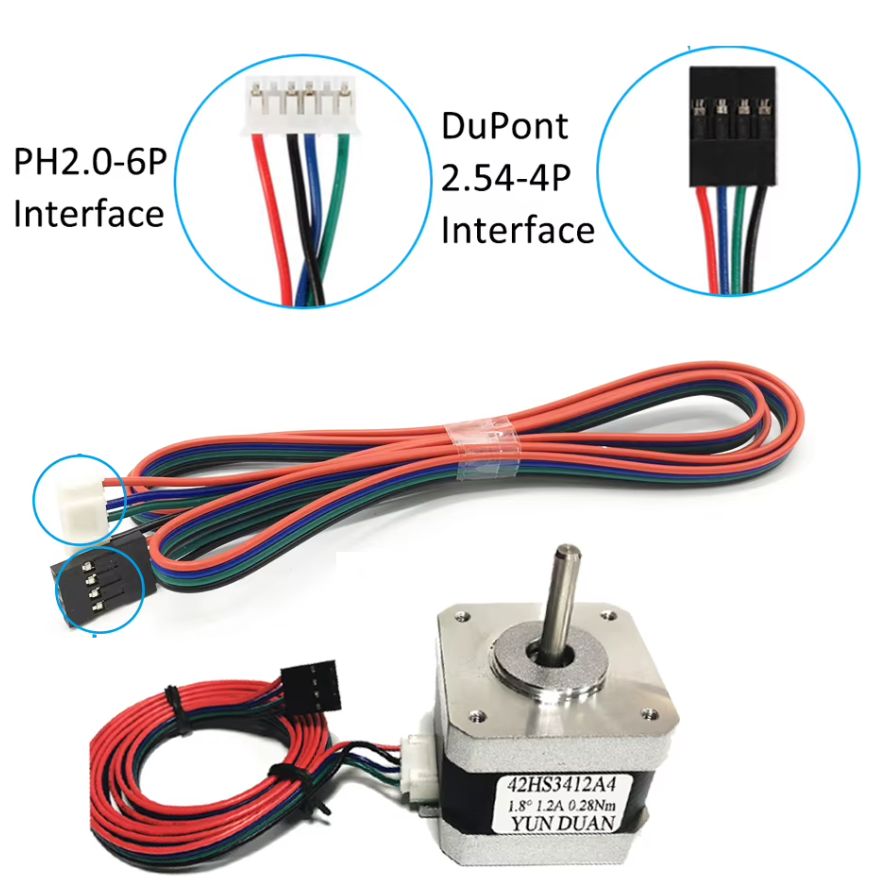 PH2.0-6P
Interface
DuPont
2.54-4P
Interface
42HS3412A4
1.8° 1.2A 0.28Nm
YUN DUAN